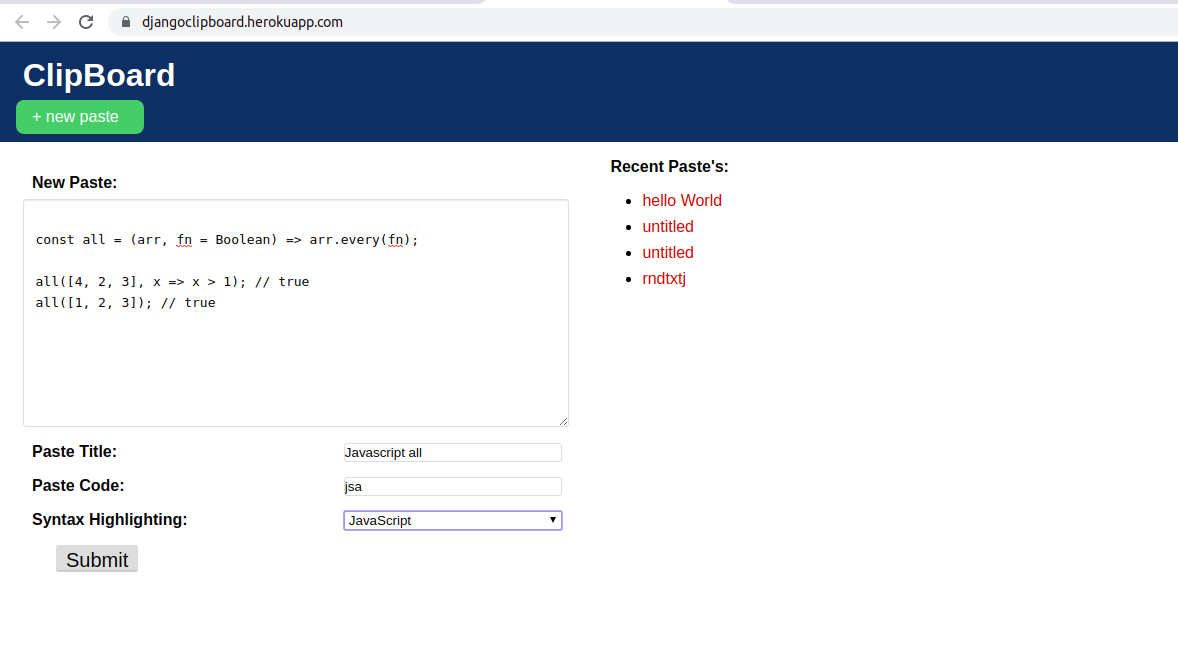 djangoclipboard.herokuapp.com
ClipBoard
+ new paste
New Paste:
const all = (arr, fn = Boolean) => arr.every(fn);
all([4, 2, 3], x => x > 1); // true
all([1, 2, 3]); // true
Paste Title:
Javascript all
Paste Code:
jsa
Syntax Highlighting:
JavaScript
Submit
Recent Paste's:
hello World
untitled
untitled
rndtxtj